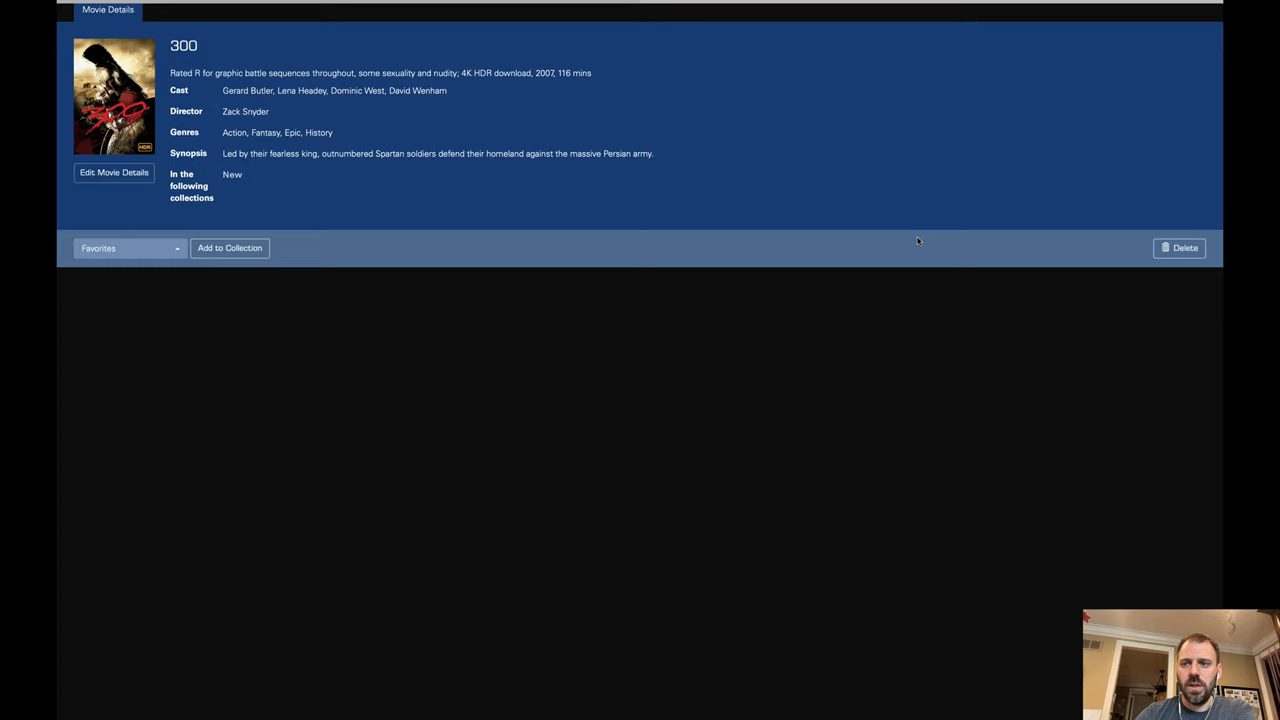 Movie Details
300
Rated R for graphic battle sequences throughout, some sexuality and nudity; 4K HDR download, 2007, 116 mins
Cast Gerard Butler, Lena Headey, Dominic West, David Wenham
Director Zack Snyder
Genres Action, Fantasy, Epic, History
Synopsis Led by their fearless king, outnumbered Spartan soldiers defend their homeland against the massive Persian army.
In the following collections New
300
HDR
Edit Movie Details
Favorites Add to Collection Delete